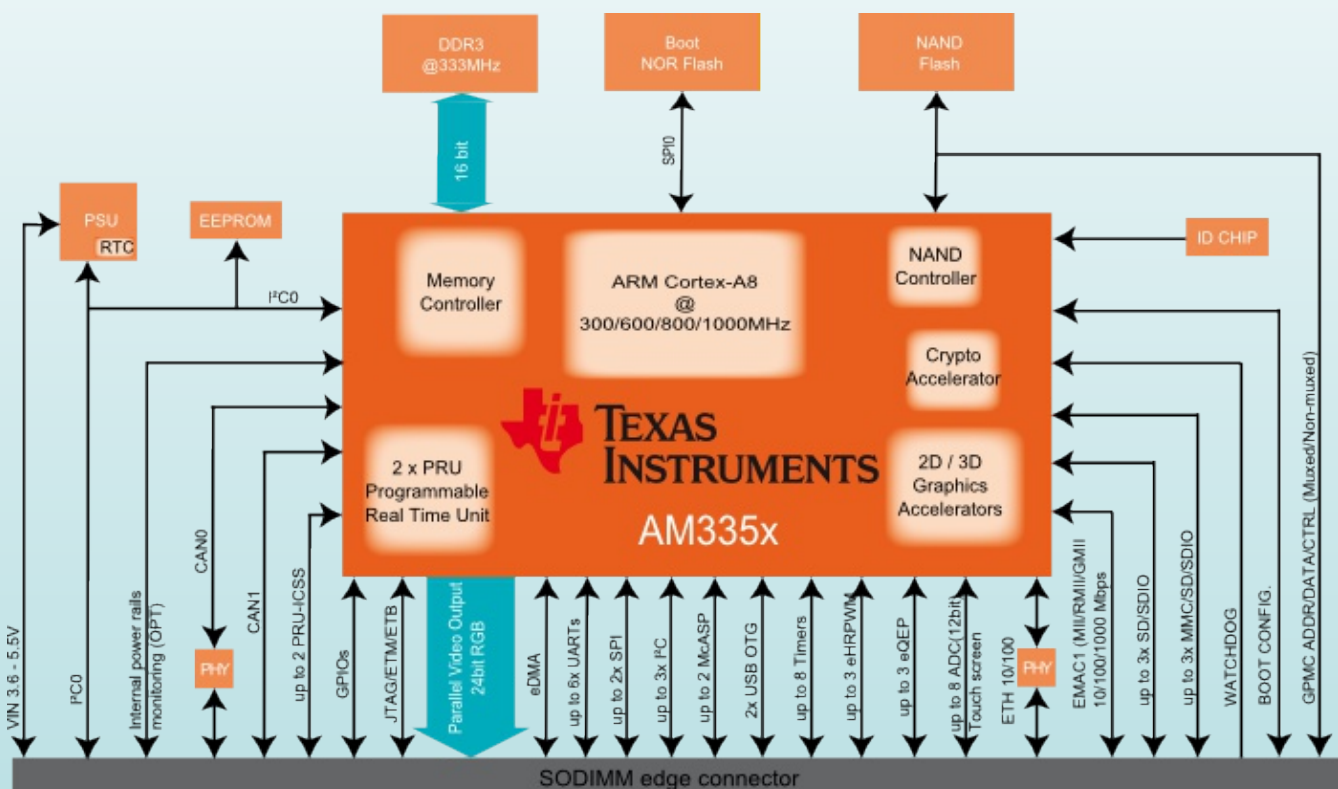 DDR3
@333MHz
Boot
NOR Flash
NAND
Flash
16 bit
SPI0
PSU
RTC
EEPROM
ID CHIP
I²C0
Memory
Controller
ARM Cortex-A8
@
300/600/800/1000MHz
NAND
Controller
Crypto
Accelerator
TEXAS
INSTRUMENTS
AM335x
2 x PRU
Programmable
Real Time Unit
2D / 3D
Graphics
Accelerators
VIN 3.6 - 5.5V
I²C0
Internal power rails
monitoring (OPT)
CAN0
PHY
CAN1
up to 2 PRU-ICSS
GPIOs
JTAG/ETM/ETB
Parallel Video Output
24bit RGB
eDMA
up to 6x UARTs
up to 2x SPI
up to 3x I²C
up to 2 McASP
2x USB OTG
up to 8 Timers
up to 3 eHRPWM
up to 3 eQEP
up to 8 ADC(12bit)
Touch screen
ETH 10/100
PHY
EMAC1 (MII/RMII/GMII
10/100/1000 Mbps
up to 3x SD/SDIO
up to 3x MMC/SD/SDIO
WATCHDOG
BOOT CONFIG.
GPMC ADDR/DATA/CTRL (Muxed/Non-muxed)
SODIMM edge connector